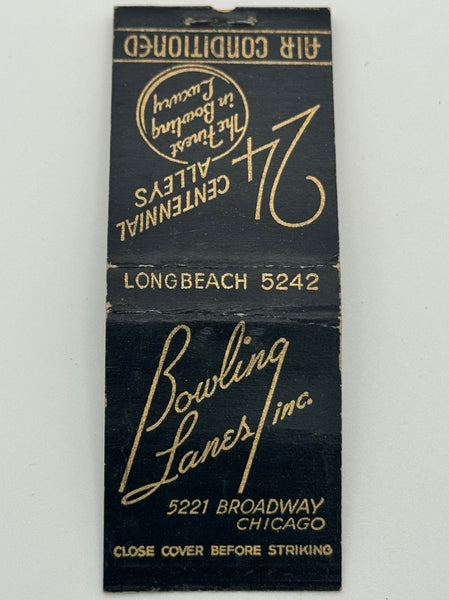 AIR CONDITIONED
24 CENTENNIAL
ALLEYS
The Finest
in Bowling
Luxury
LONGBEACH 5242
Bowling
Lanes inc.
5221 BROADWAY
CHICAGO
CLOSE COVER BEFORE STRIKING